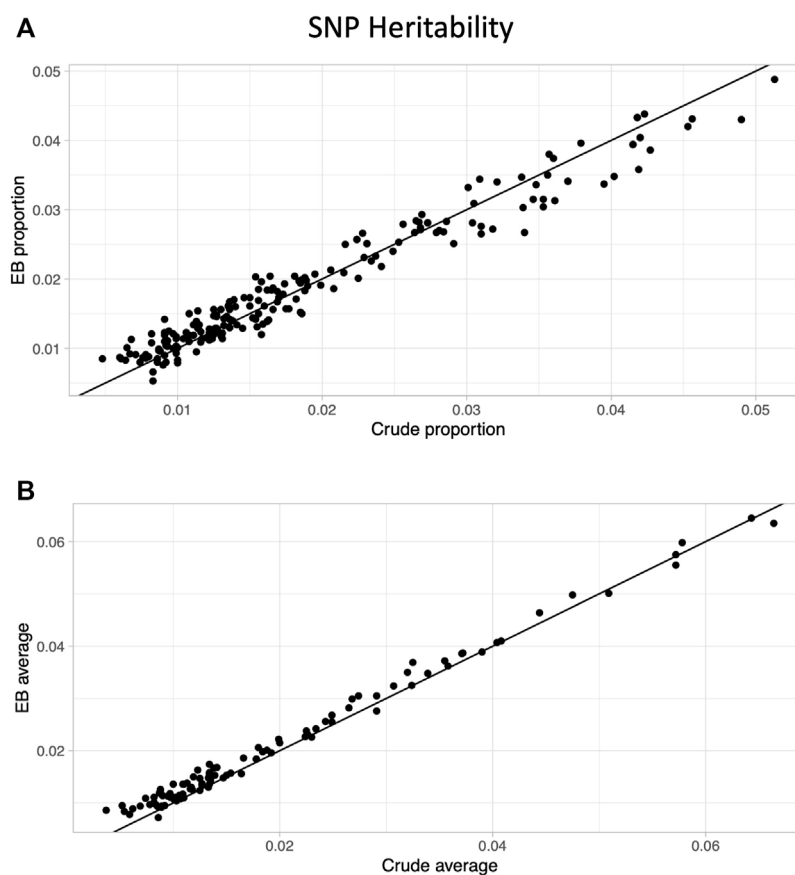 A
SNP Heritability
0.05
0.04
0.03
0.02
0.01
EB proportion
0.01 0.02 0.03 0.04 0.05
Crude proportion
B
0.06
0.04
0.02
EB average
0.02 0.04 0.06
Crude average